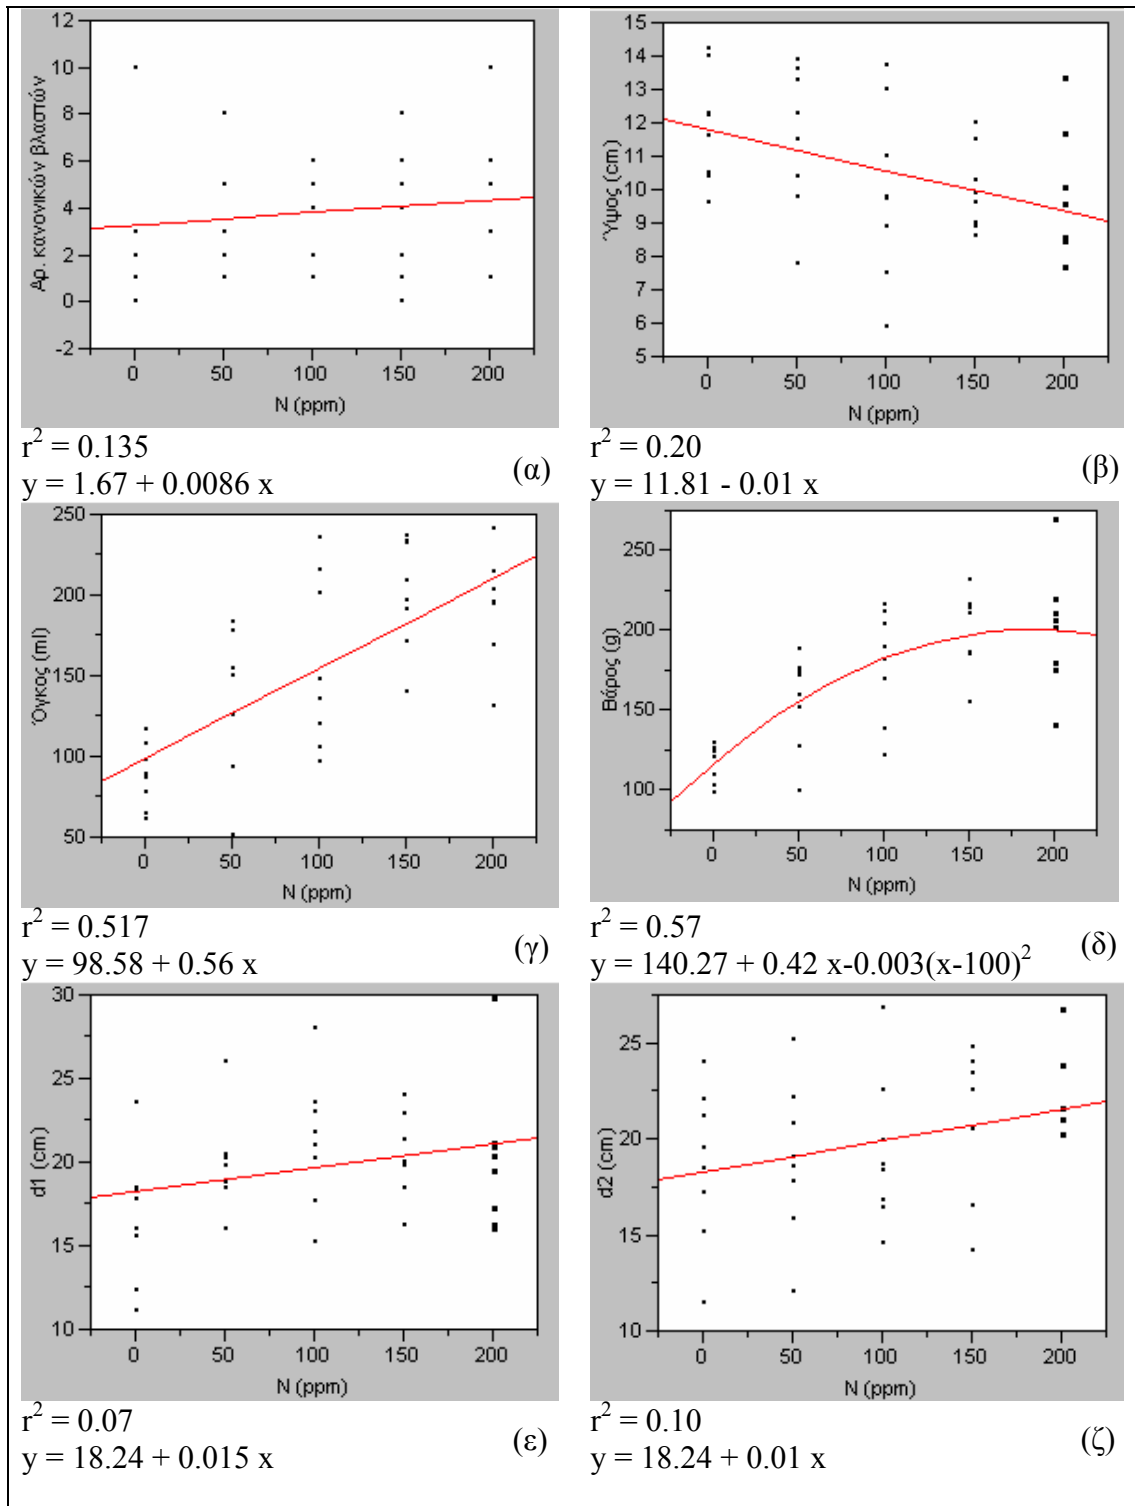 12
10
8
6
4
2
0
-2
Αρ. κανονικών βλαστών
0 50 100 150 200
N (ppm)
r² = 0.135
y = 1.67 + 0.0086 x
(α)
15
14
13
12
11
10
9
8
7
6
5
Ύψος (cm)
0 50 100 150 200
N (ppm)
r² = 0.20
y = 11.81 - 0.01 x
(β)
250
200
150
100
50
Όγκος (ml)
0 50 100 150 200
N (ppm)
r² = 0.517
y = 98.58 + 0.56 x
(γ)
250
200
150
100
Βάρος (g)
0 50 100 150 200
N (ppm)
r² = 0.57
y = 140.27 + 0.42 x-0.003(x-100)²
(δ)
30
25
20
15
10
d1 (cm)
0 50 100 150 200
N (ppm)
r² = 0.07
y = 18.24 + 0.015 x
(ε)
25
20
15
10
d2 (cm)
0 50 100 150 200
N (ppm)
r² = 0.10
y = 18.24 + 0.01 x
(ζ)